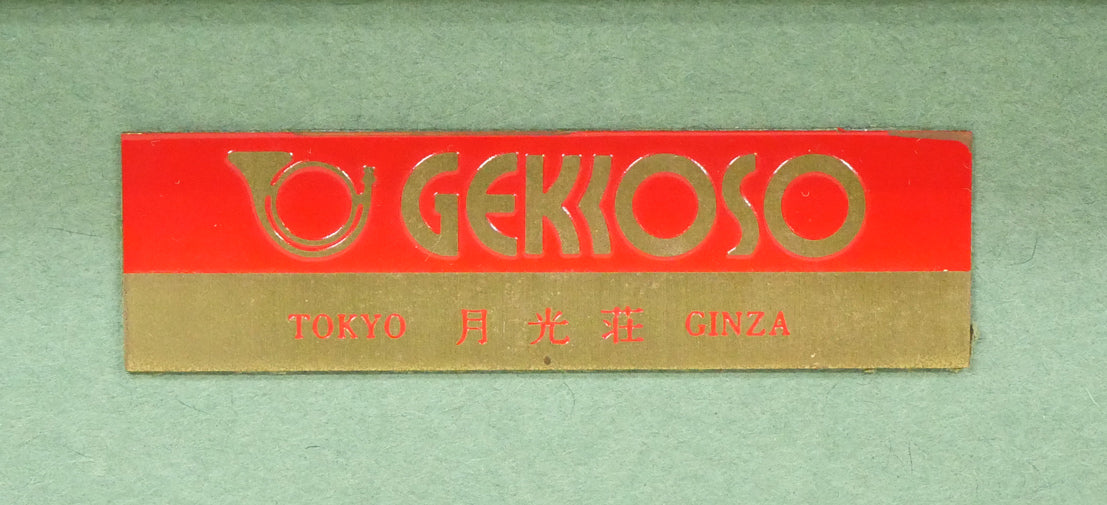 GEKKOSO
TOKYO 月光荘 GINZA